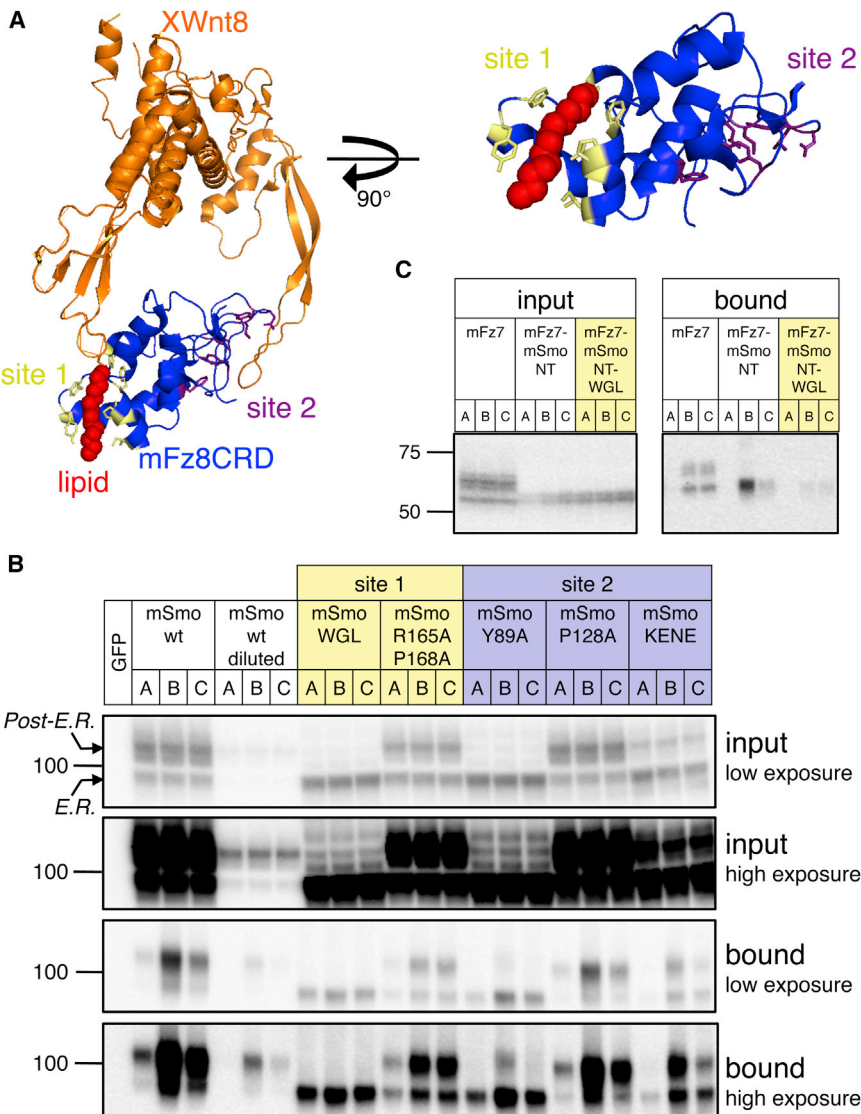 A
XWnt8
site 1
site 2
lipid
mFz8CRD
90°
site 1
site 2
C
input
bound
mFz7
mFz7-
mSmo
NT
mFz7-
mSmo
NT-
WGL
mFz7
mFz7-
mSmo
NT
mFz7-
mSmo
NT-
WGL
A B C A B C A B C
A B C A B C A B C
75
50
B
site 1
site 2
GFP
mSmo
wt
mSmo
wt
diluted
mSmo
WGL
mSmo
R165A
P168A
mSmo
Y89A
mSmo
P128A
mSmo
KENE
A B C A B C A B C A B C A B C A B C A B C
Post-E.R.
100
E.R.
input
low exposure
100
input
high exposure
100
bound
low exposure
100
bound
high exposure